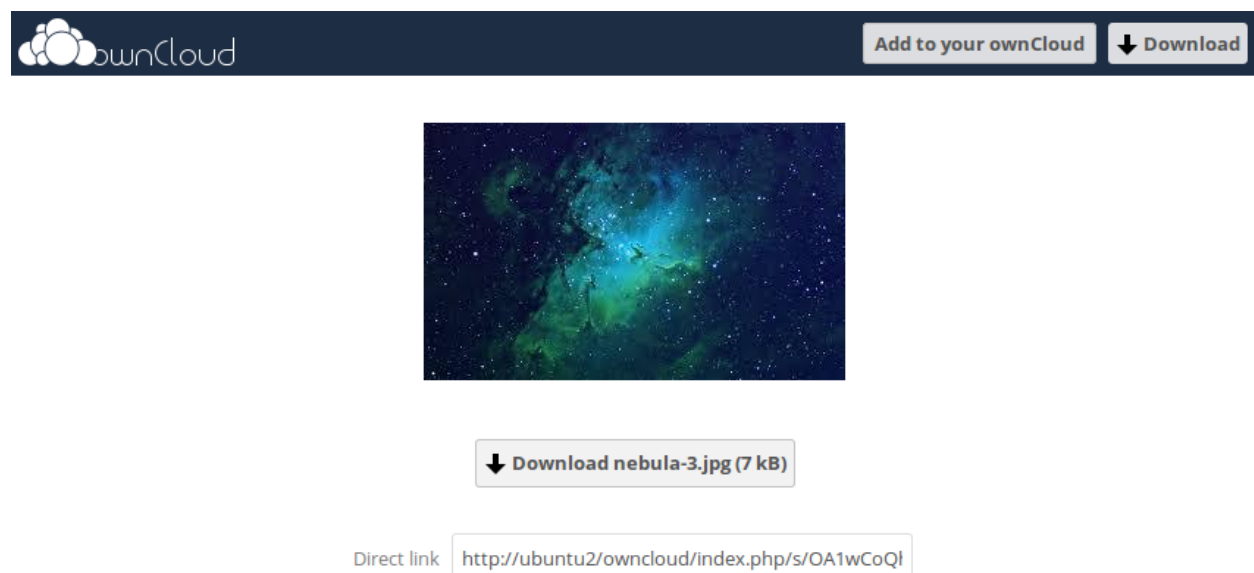 ownCloud
Add to your ownCloud
Download
Download nebula-3.jpg (7 kB)
Direct link
http://ubuntu2/owncloud/index.php/s/OA1wCoQ